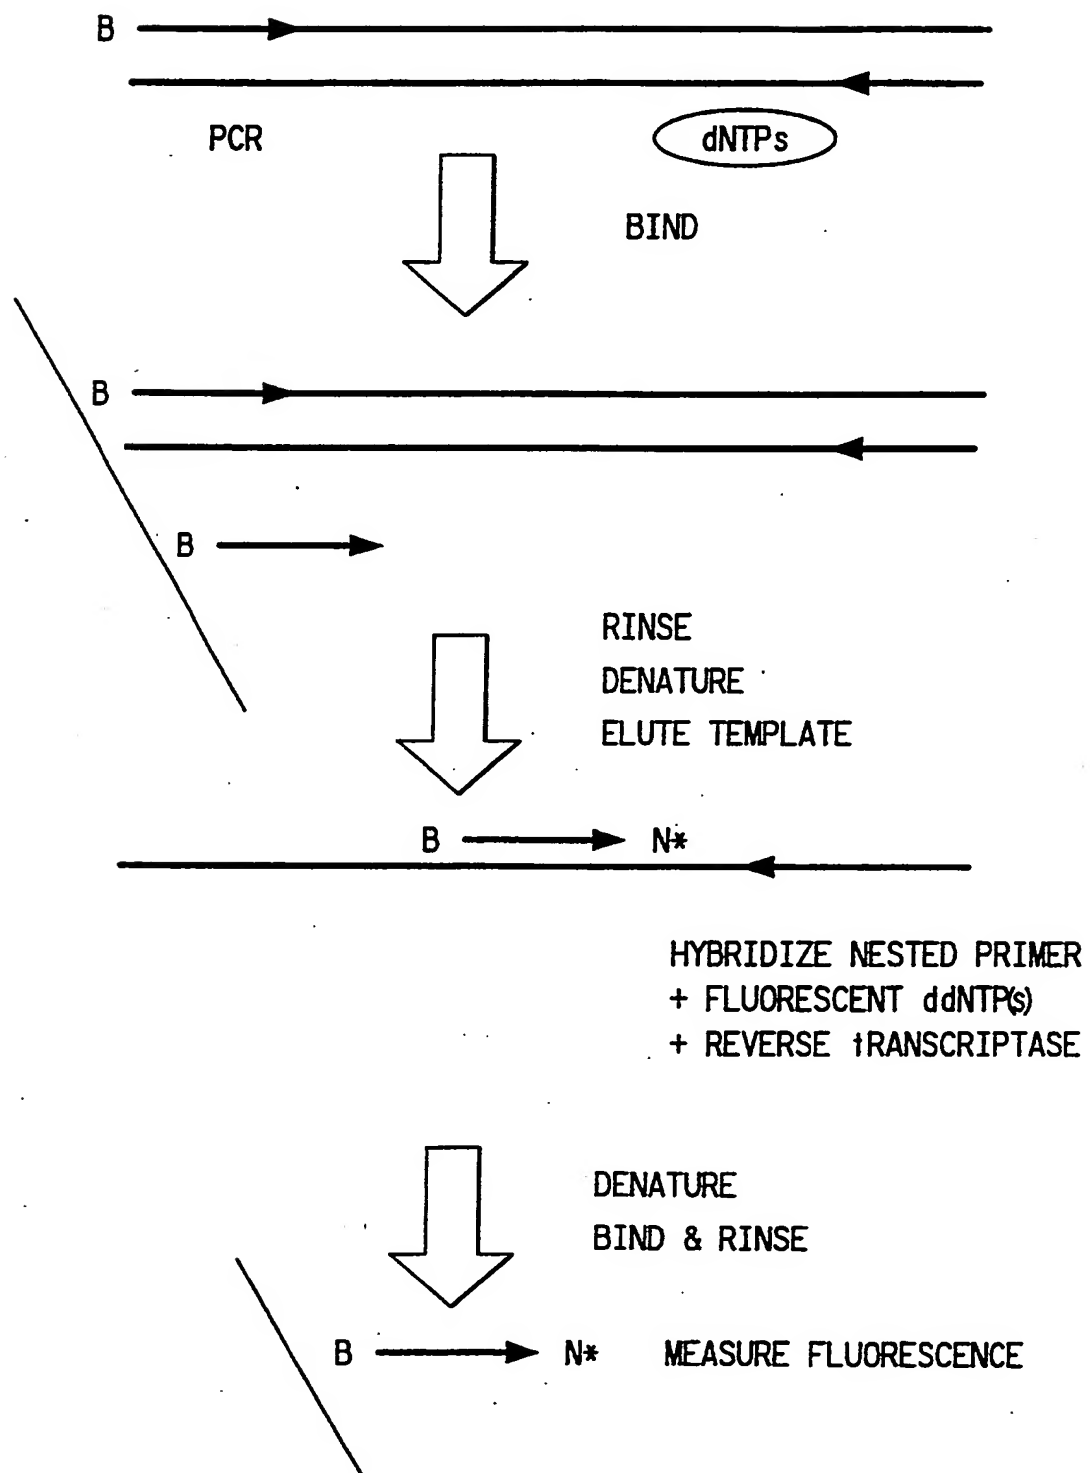 B
PCR
dNTPs
BIND
B
B
RINSE
DENATURE
ELUTE TEMPLATE
B N*
HYBRIDIZE NESTED PRIMER
+ FLUORESCENT ddNTP(s)
+ REVERSE tRANSCRIPTASE
DENATURE
BIND & RINSE
B N* MEASURE FLUORESCENCE